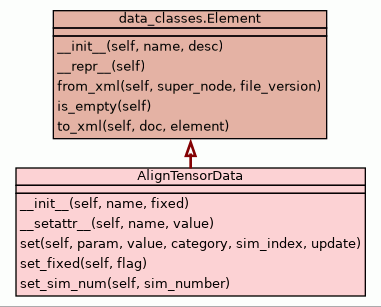 data_classes.Element
__init__(self, name, desc)
__repr__(self)
from_xml(self, super_node, file_version)
is_empty(self)
to_xml(self, doc, element)
AlignTensorData
__init__(self, name, fixed)
__setattr__(self, name, value)
set(self, param, value, category, sim_index, update)
set_fixed(self, flag)
set_sim_num(self, sim_number)